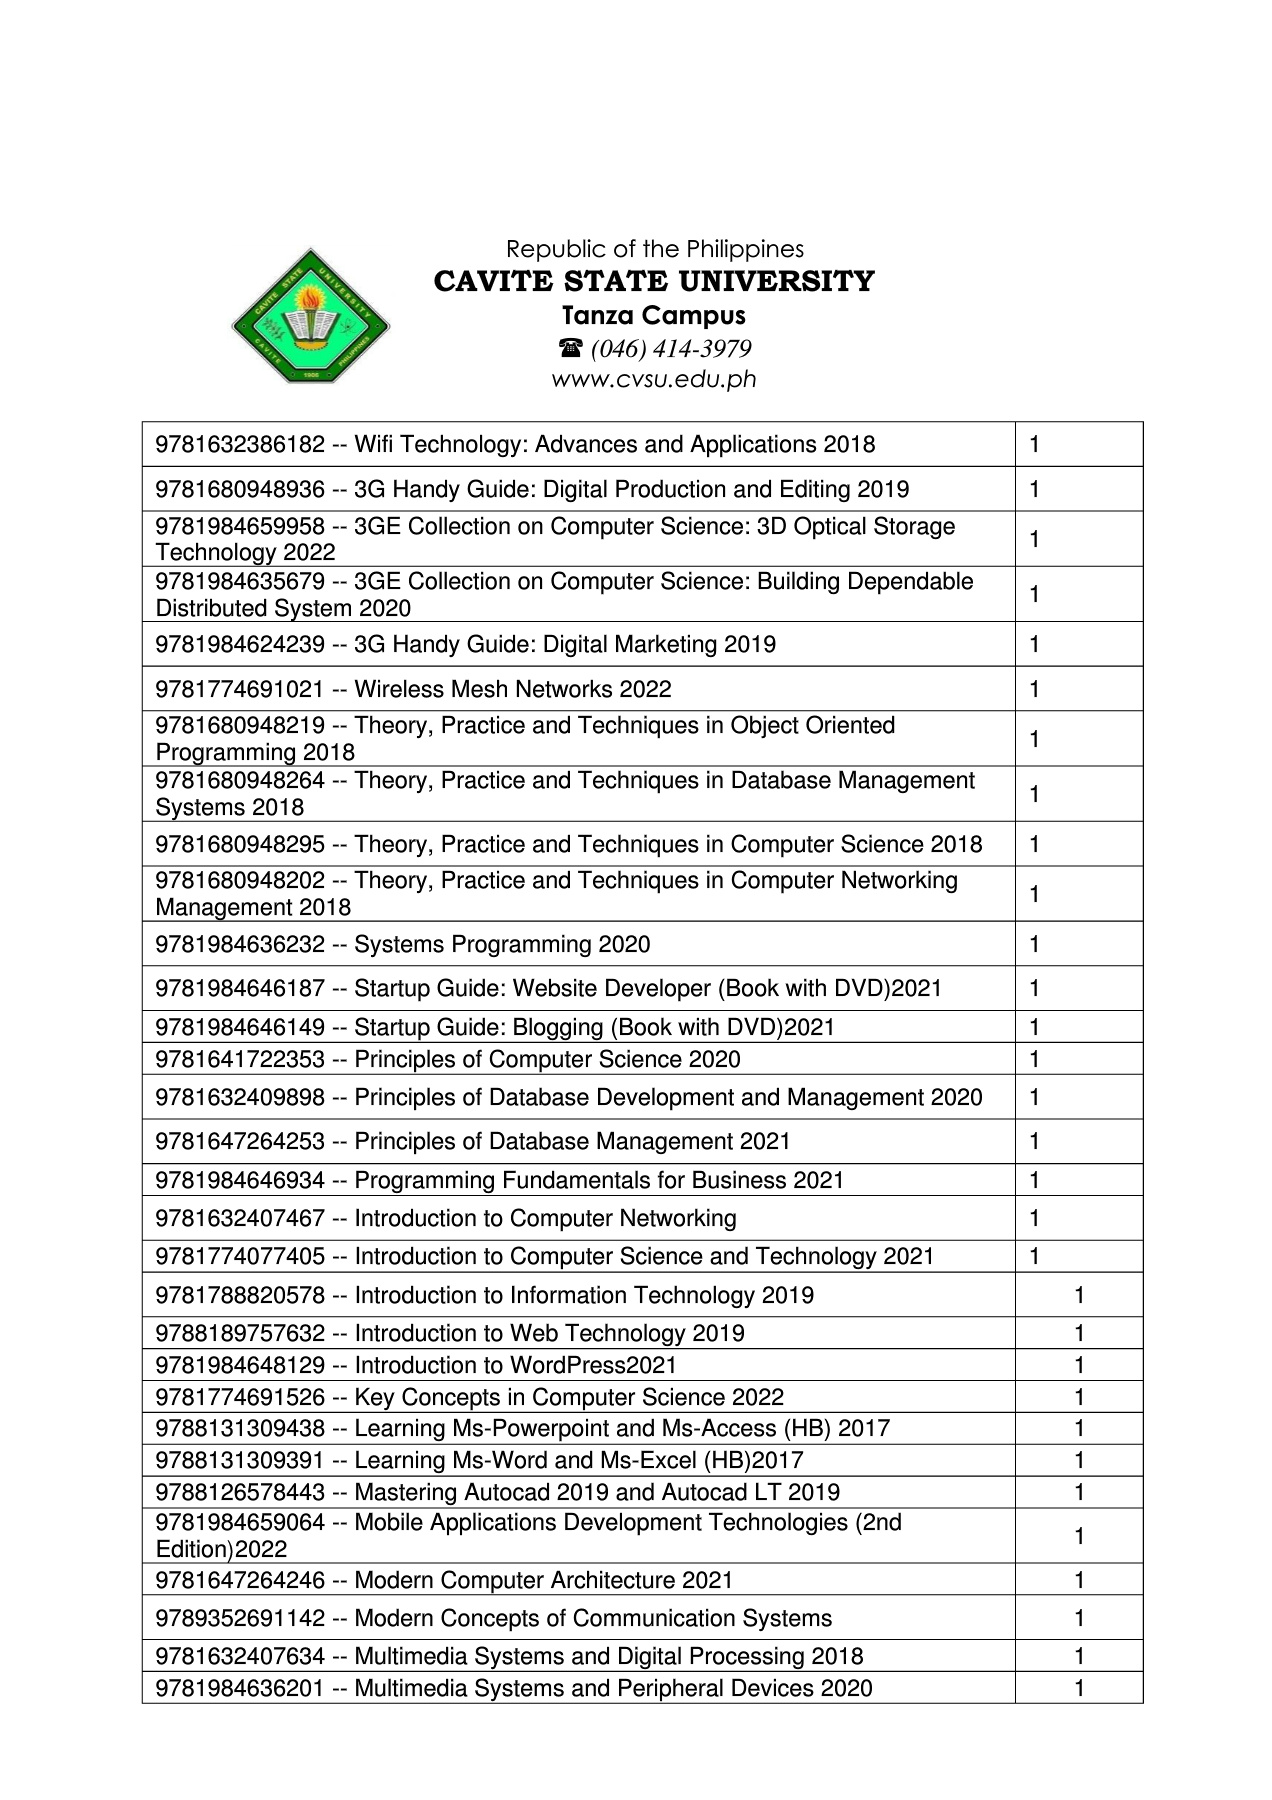 Republic of the Philippines
CAVITE STATE UNIVERSITY
Tanza Campus
☎ (046) 414-3979
www.cvsu.edu.ph
CAVITE STATE UNIVERSITY
CAVITE PHILIPPINES
1906
9781632386182 -- Wifi Technology: Advances and Applications 2018 1
9781680948936 -- 3G Handy Guide: Digital Production and Editing 2019 1
9781984659958 -- 3GE Collection on Computer Science: 3D Optical Storage
Technology 2022 1
9781984635679 -- 3GE Collection on Computer Science: Building Dependable
Distributed System 2020 1
9781984624239 -- 3G Handy Guide: Digital Marketing 2019 1
9781774691021 -- Wireless Mesh Networks 2022 1
9781680948219 -- Theory, Practice and Techniques in Object Oriented
Programming 2018 1
9781680948264 -- Theory, Practice and Techniques in Database Management
Systems 2018 1
9781680948295 -- Theory, Practice and Techniques in Computer Science 2018 1
9781680948202 -- Theory, Practice and Techniques in Computer Networking
Management 2018 1
9781984636232 -- Systems Programming 2020 1
9781984646187 -- Startup Guide: Website Developer (Book with DVD)2021 1
9781984646149 -- Startup Guide: Blogging (Book with DVD)2021 1
9781641722353 -- Principles of Computer Science 2020 1
9781632409898 -- Principles of Database Development and Management 2020 1
9781647264253 -- Principles of Database Management 2021 1
9781984646934 -- Programming Fundamentals for Business 2021 1
9781632407467 -- Introduction to Computer Networking 1
9781774077405 -- Introduction to Computer Science and Technology 2021 1
9781788820578 -- Introduction to Information Technology 2019 1
9788189757632 -- Introduction to Web Technology 2019 1
9781984648129 -- Introduction to WordPress2021 1
9781774691526 -- Key Concepts in Computer Science 2022 1
9788131309438 -- Learning Ms-Powerpoint and Ms-Access (HB) 2017 1
9788131309391 -- Learning Ms-Word and Ms-Excel (HB)2017 1
9788126578443 -- Mastering Autocad 2019 and Autocad LT 2019 1
9781984659064 -- Mobile Applications Development Technologies (2nd
Edition)2022 1
9781647264246 -- Modern Computer Architecture 2021 1
9789352691142 -- Modern Concepts of Communication Systems 1
9781632407634 -- Multimedia Systems and Digital Processing 2018 1
9781984636201 -- Multimedia Systems and Peripheral Devices 2020 1